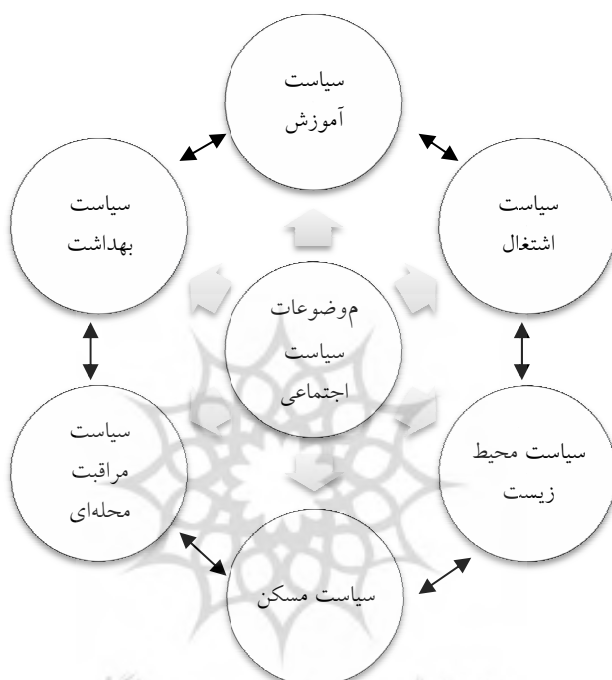 سیاست
آموزش
سیاست
اشتغال
سیاست
بهداشت
موضوعات
سیاست
اجتماعی
سیاست محیط
زیست
سیاست
مراقبت
محله‌ای
سیاست مسکن